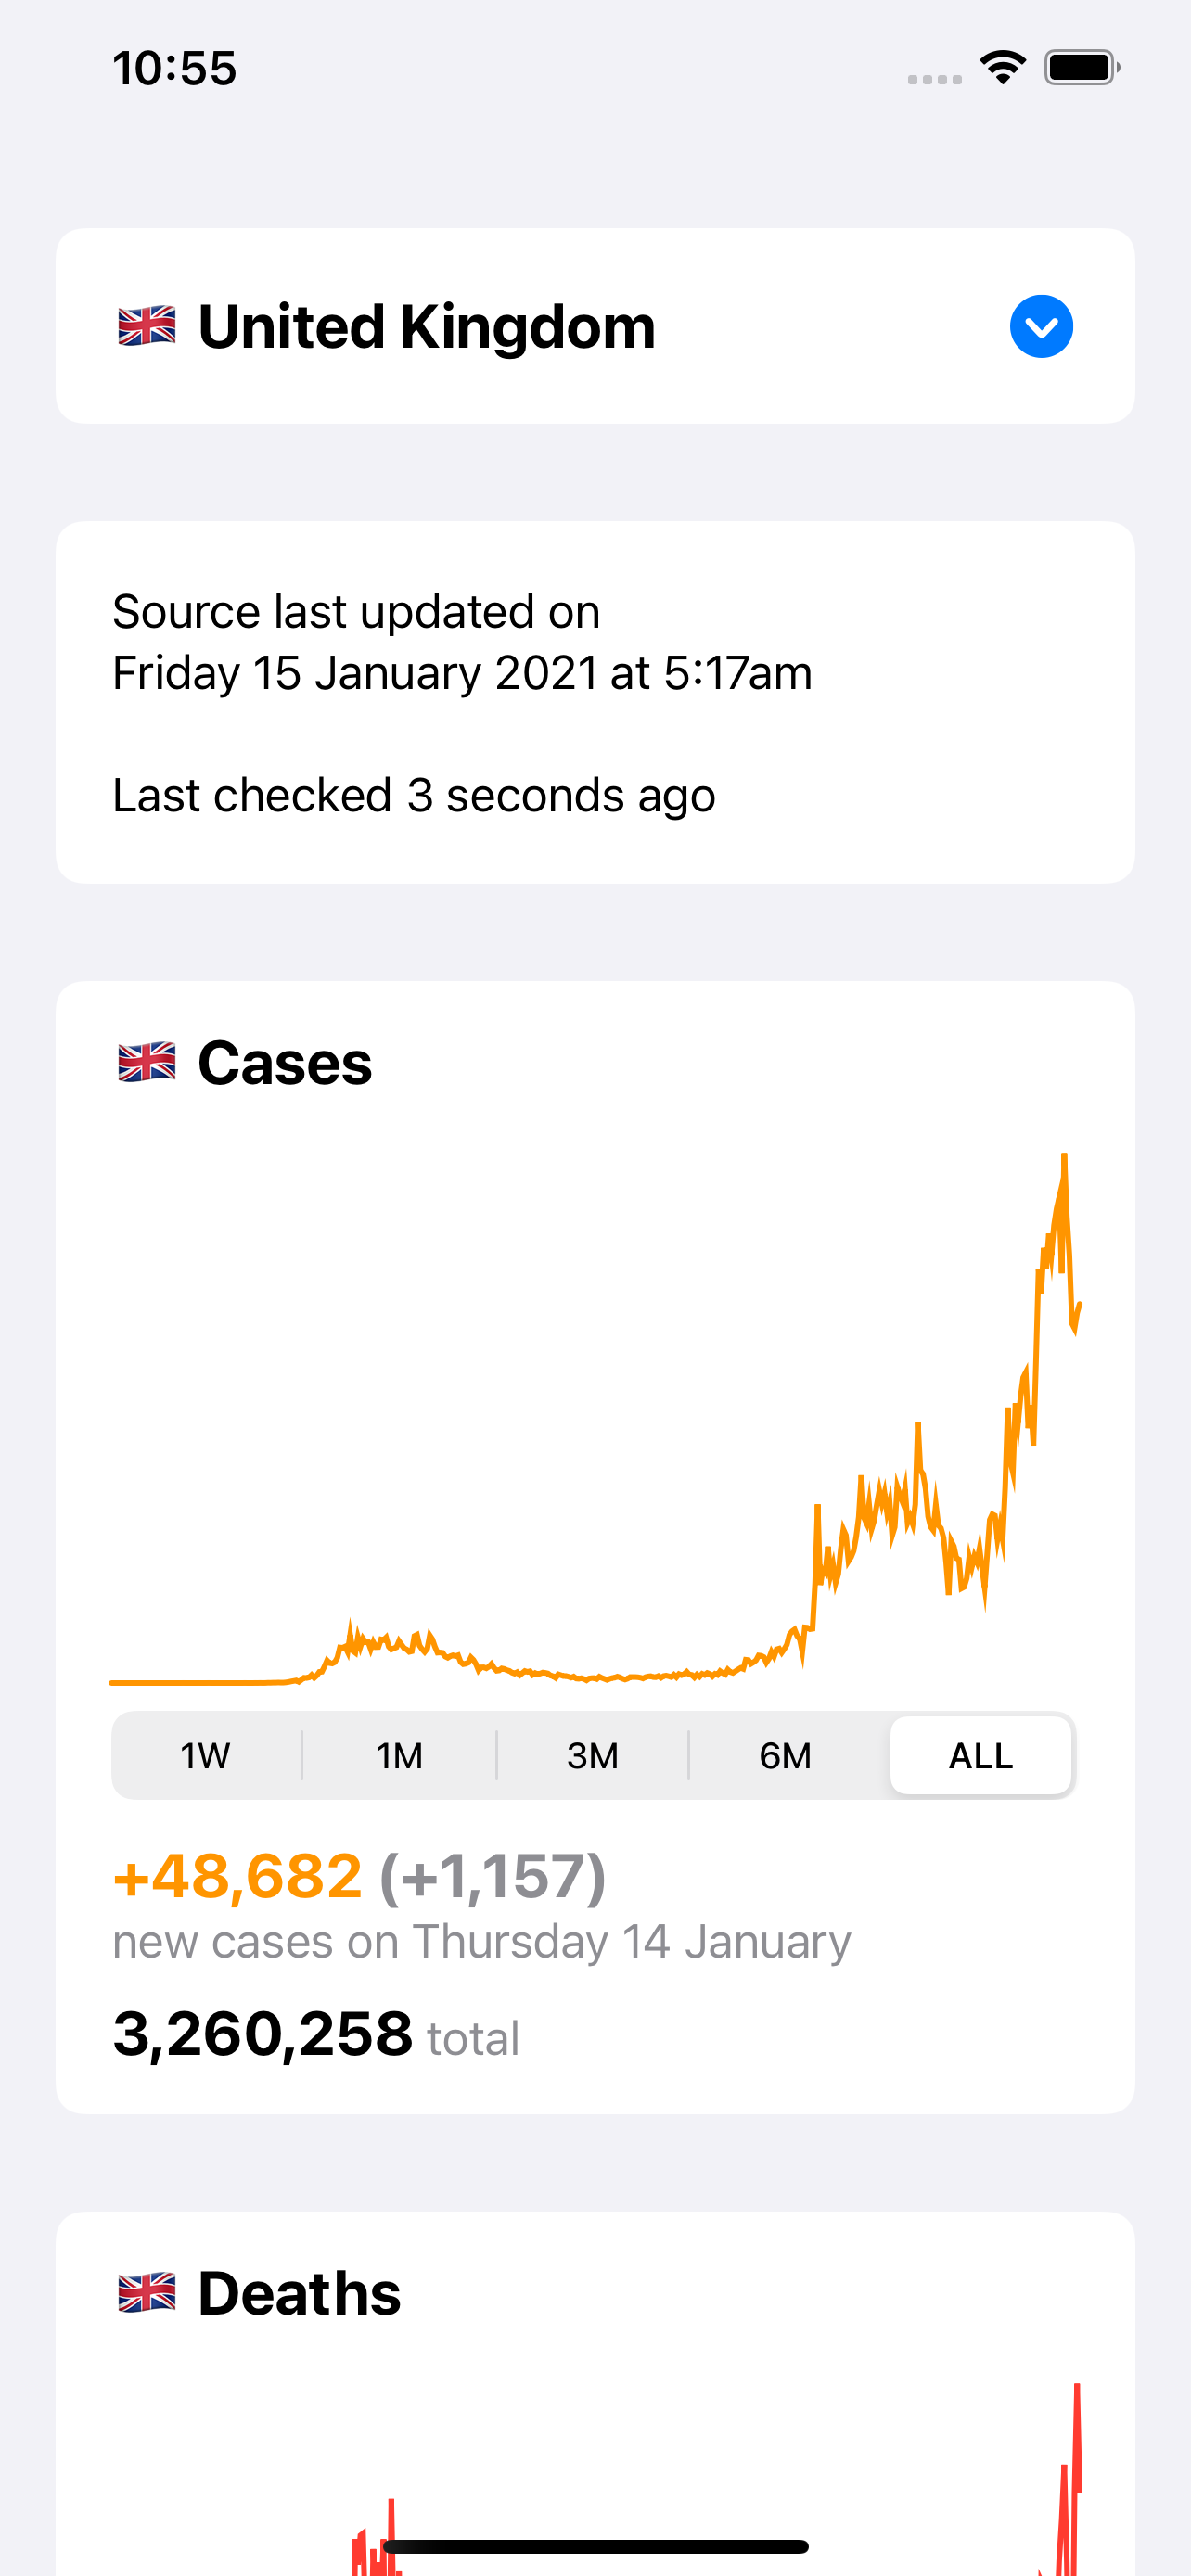 10:55
United Kingdom
Source last updated on
Friday 15 January 2021 at 5:17am
Last checked 3 seconds ago
Cases
1W 1M 3M 6M ALL
+48,682 (+1,157)
new cases on Thursday 14 January
3,260,258 total
Deaths